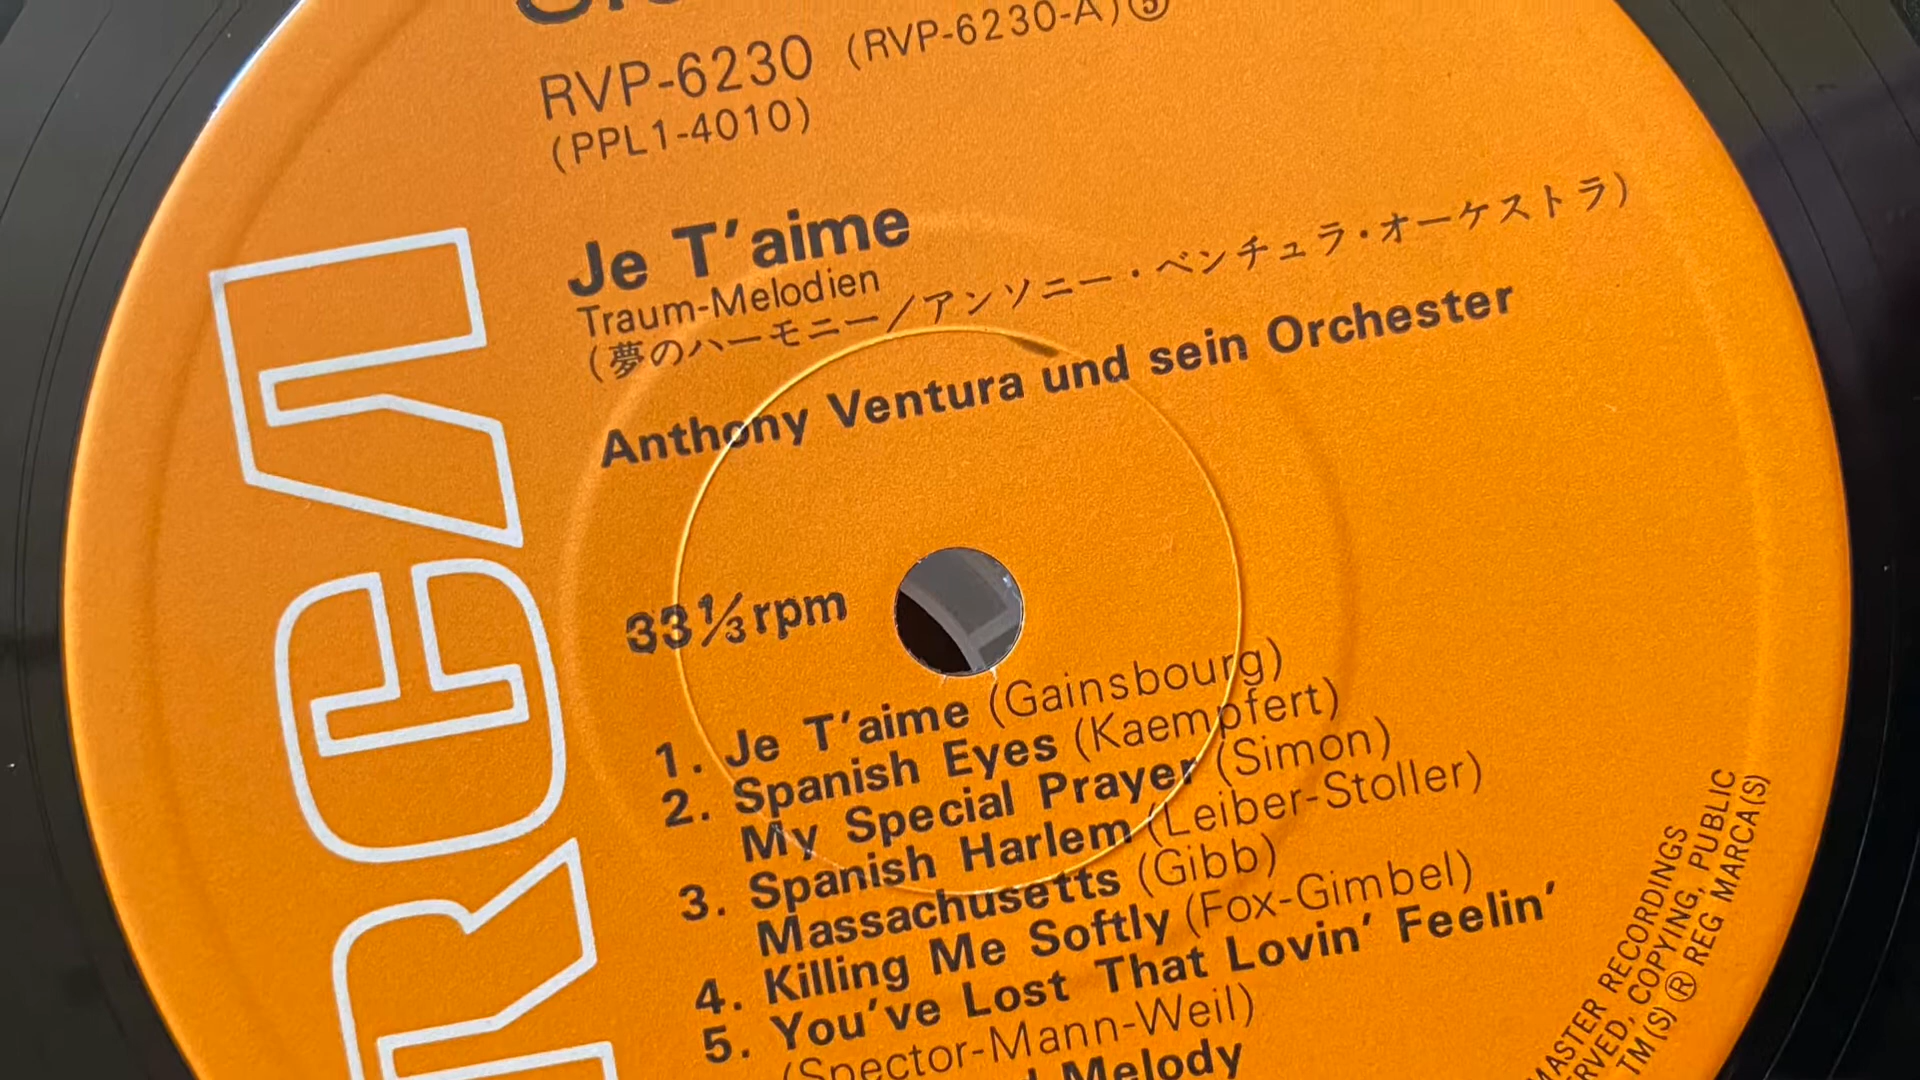 RVP-6230 (RVP-6230-A) Ⓢ
(PPL1-4010)
Je T'aime
Traum-Melodien
(夢のハーモニー/アンソニー・ベンチュラ・オーケストラ)
Anthony Ventura und sein Orchester
33⅓rpm
1. Je T'aime (Gainsbourg)
2. Spanish Eyes (Kaempfert)
My Special Prayer (Simon)
3. Spanish Harlem (Leiber-Stoller)
Massachusetts (Gibb)
4. Killing Me Softly (Fox-Gimbel)
5. You've Lost That Lovin' Feelin'
(Spector-Mann-Weil)
Melody
RCA
MASTER RECORDINGS
COPYING, PUBLIC
TM(S) ® REG MARCA(S)